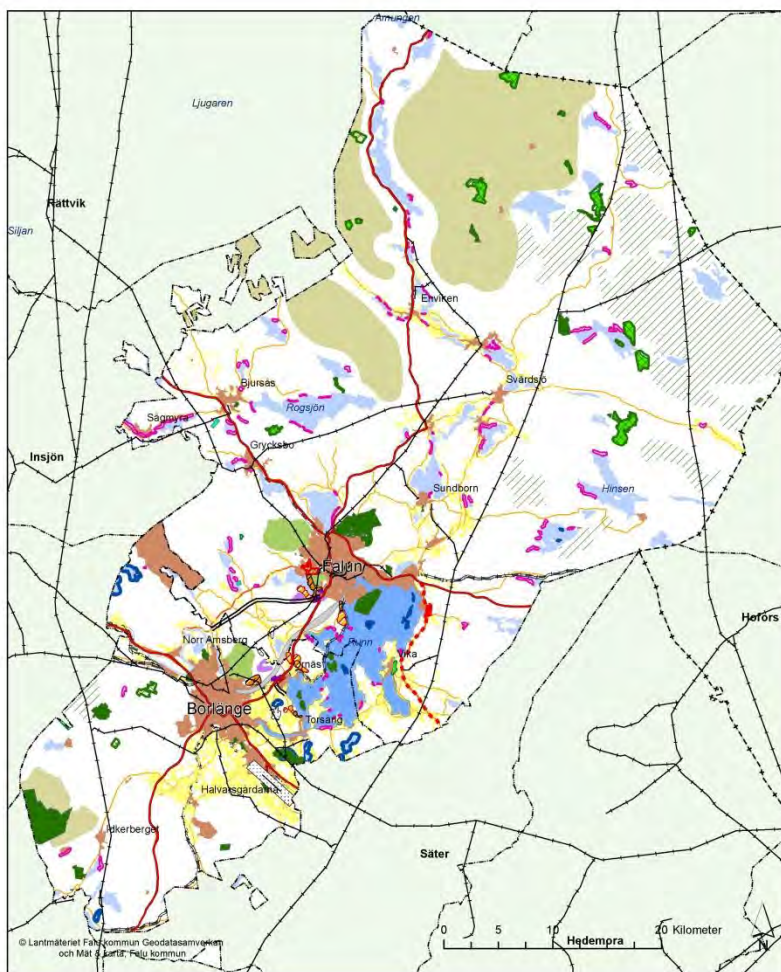 Amungen
Ljugaren
Rättvik
Siljan
Enviken
Svärdsjö
Bjursås
Rogsjön
Sågmyra
Insjön
Grycksbo
Hinsen
Sundborn
Falun
Hofors
Norr Amsberg
Runn
Vika
Ornäs
Borlänge
Torsång
Halvarsgårdarna
Idkerberget
Säter
0 5 10 20 Kilometer
Hedemora
N
© Lantmäteriet Falu kommun Geodatasamverkan
och Mät & karta, Falu kommun